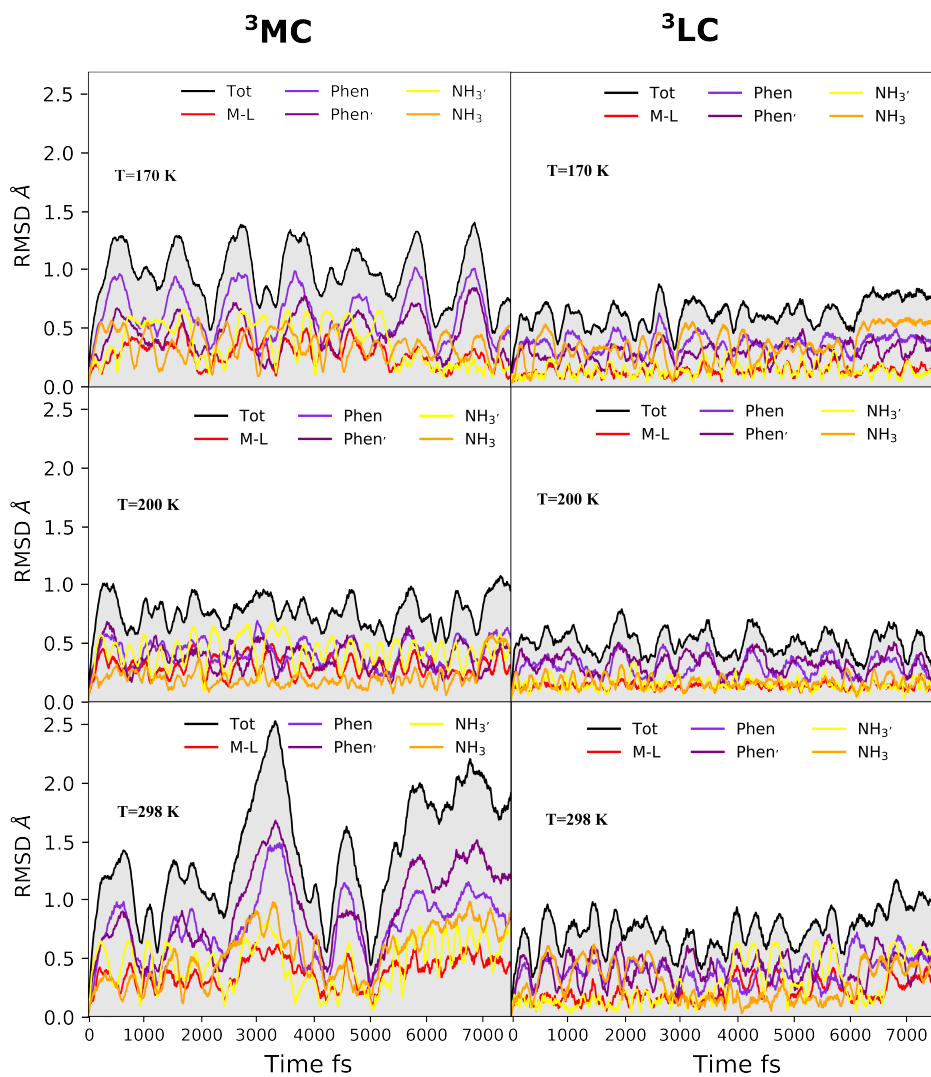 ³MC ³LC
2.5
2.0
1.5
1.0
0.5
0.0
RMSD Å
Tot Phen NH₃′
M-L Phen′ NH₃
T=170 K
Tot Phen NH₃′
M-L Phen′ NH₃
T=170 K
2.5
2.0
1.5
1.0
0.5
0.0
RMSD Å
Tot Phen NH₃′
M-L Phen′ NH₃
T=200 K
Tot Phen NH₃′
M-L Phen′ NH₃
T=200 K
2.5
2.0
1.5
1.0
0.5
0.0
RMSD Å
Tot Phen NH₃′
M-L Phen′ NH₃
T=298 K
Tot Phen NH₃′
M-L Phen′ NH₃
T=298 K
0 1000 2000 3000 4000 5000 6000 7000
0 1000 2000 3000 4000 5000 6000 7000
Time fs Time fs